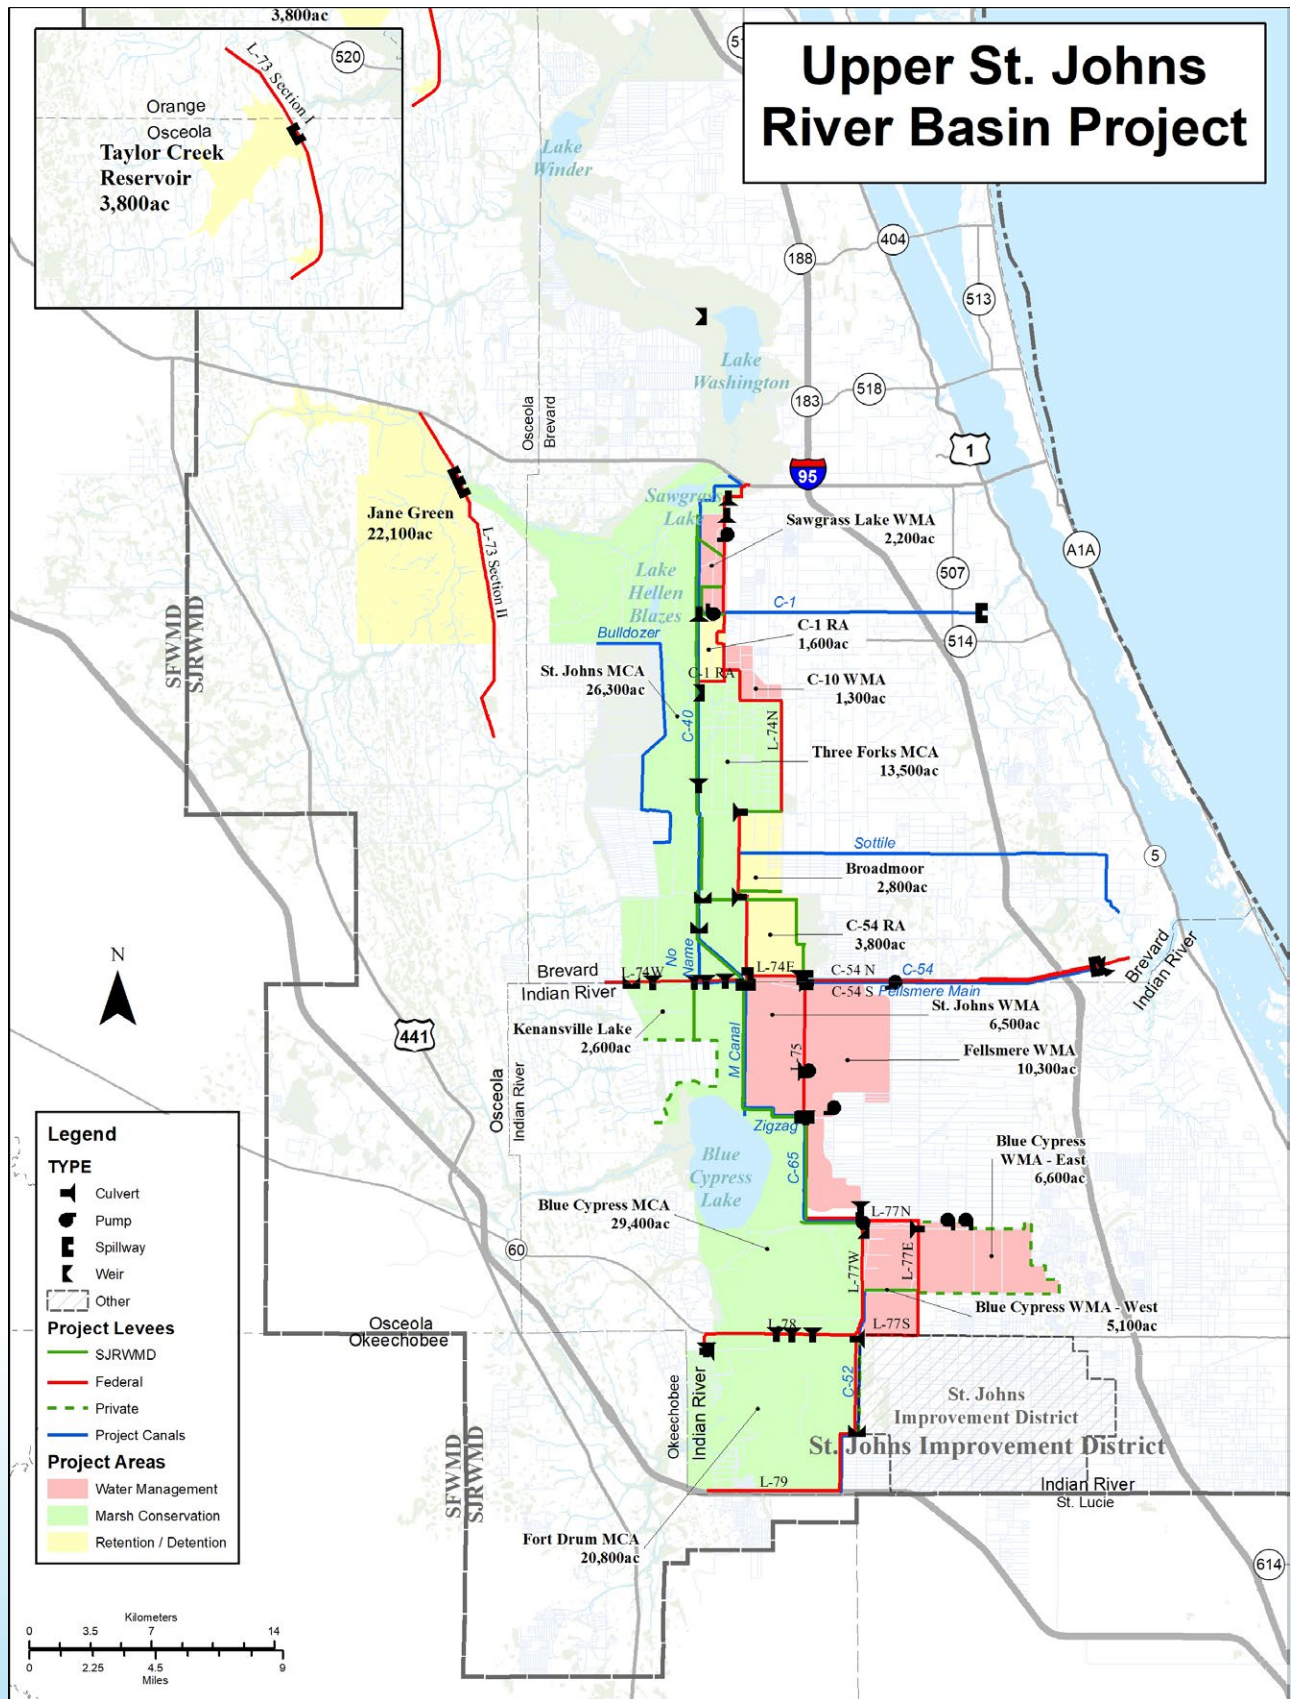 Upper St. Johns
River Basin Project
3,800ac
520
L-73 Section I
Orange
Osceola
Taylor Creek
Reservoir
3,800ac
Lake
Winder
188
404
513
Lake
Washington
183
518
Osceola
Brevard
1
95
Jane Green
22,100ac
L-73 Section II
Sawgrass
Lake
Sawgrass Lake WMA
2,200ac
A1A
507
Lake
Hellen
Blazes
C-1
514
Bulldozer
C-1 RA
1,600ac
SFWMD
SJRWMD
St. Johns MCA
26,300ac
C-1 RA
C-10 WMA
1,300ac
C-40
L-74N
Three Forks MCA
13,500ac
Sottile
5
Broadmoor
2,800ac
C-54 RA
3,800ac
N
No
Name
Brevard
Indian River
L-74W
L-74E
C-54 N
C-54
C-54 S
Fellsmere Main
Brevard
Indian River
St. Johns WMA
6,500ac
Kenansville Lake
2,600ac
441
M Canal
L-75
Fellsmere WMA
10,300ac
Osceola
Indian River
Zigzag
Blue
Cypress
Lake
C-65
Blue Cypress
WMA - East
6,600ac
Blue Cypress MCA
29,400ac
L-77N
60
L-77W
L-77E
Blue Cypress WMA - West
5,100ac
Osceola
Okeechobee
L-78
L-77S
Okeechobee
Indian River
C-52
St. Johns
Improvement District
St. Johns Improvement District
SFWMD
SJRWMD
L-79
Indian River
St. Lucie
Fort Drum MCA
20,800ac
614
Legend
TYPE
Culvert
Pump
Spillway
Weir
Other
Project Levees
SJRWMD
Federal
Private
Project Canals
Project Areas
Water Management
Marsh Conservation
Retention / Detention
Kilometers
0 3.5 7 14
0 2.25 4.5 9
Miles